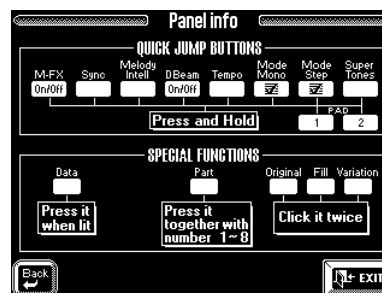 Panel info
QUICK JUMP BUTTONS
M-FX Sync Melody Intell DBeam Tempo Mode Mono Mode Step Super Tones
On/Off On/Off
PAD
Press and Hold 1 2
SPECIAL FUNCTIONS
Data Part Original Fill Variation
Press it when lit
Press it together with number 1~8
Click it twice
Back EXIT